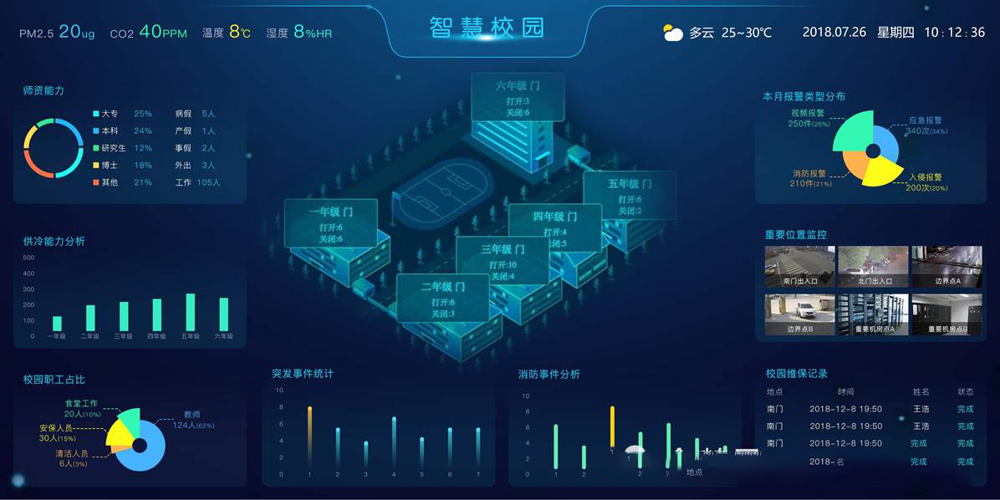 PM2.5 20ug CO2 40PPM 温度 8℃ 湿度 8%HR
智慧校园
多云 25~30℃ 2018.07.26 星期四 10:12:36
师资能力
大专 25% 病假 5人
本科 24% 产假 1人
研究生 12% 事假 2人
博士 18% 外出 3人
其他 21% 工作 105人
供冷能力分析
500
400
300
200
100
0
一年级 二年级 三年级 四年级 五年级 六年级
校园职工占比
食堂工作
20人(10%)
安保人员
30人(15%)
清洁人员
6人(3%)
教师
124人(62%)
六年级 门
打开:3
关闭:6
五年级 门
打开:6
关闭:2
一年级 门
打开:6
关闭:6
四年级 门
打开:4
关闭:5
三年级 门
打开:10
关闭:4
二年级 门
打开:6
关闭:3
突发事件统计
10
8
6
4
2
0
1 2 3 4 5 6 7
消防事件分析
10
8
6
4
2
0
1 2 1 2 2
地点
本月报警类型分布
视频报警
250件(25%)
应急报警
340次(34%)
消防报警
210件(21%)
入侵报警
200次(20%)
重要位置监控
南门出入口 北门出入口 边界点A
边界点B 重要机房点A 重要机房点B
校园维保记录
地点 时间 姓名 状态
南门 2018-12-8 19:50 王浩 完成
南门 2018-12-8 19:50 王浩 完成
南门 2018-12-8 19:50 完成 完成
2018-名 完成 完成